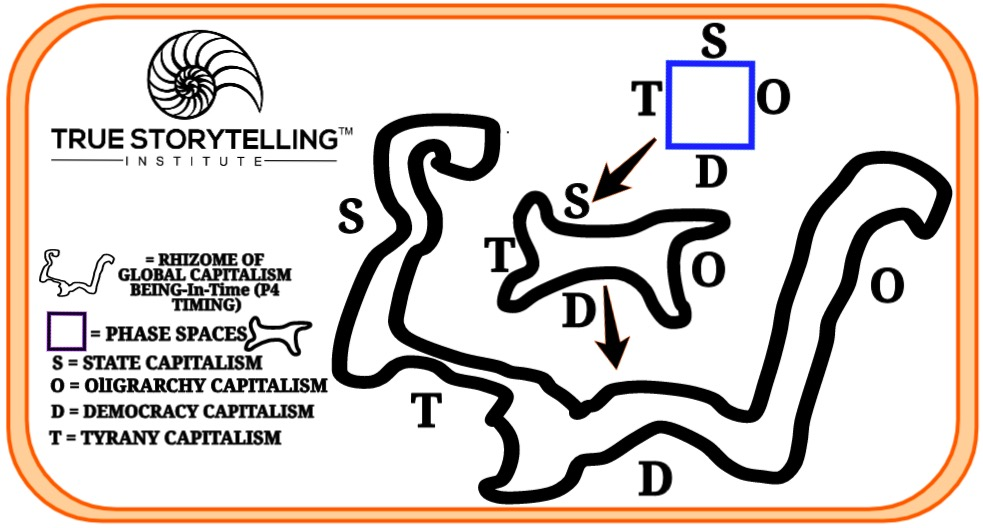 TRUE STORYTELLING™
INSTITUTE
= RHIZOME OF
GLOBAL CAPITALISM
BEING-In-Time (P4
TIMING)
= PHASE SPACES
S = STATE CAPITALISM
O = OlIGRARCHY CAPITALISM
D = DEMOCRACY CAPITALISM
T = TYRANY CAPITALISM
S
T
O
D
S
T
O
D
S
O
T
D